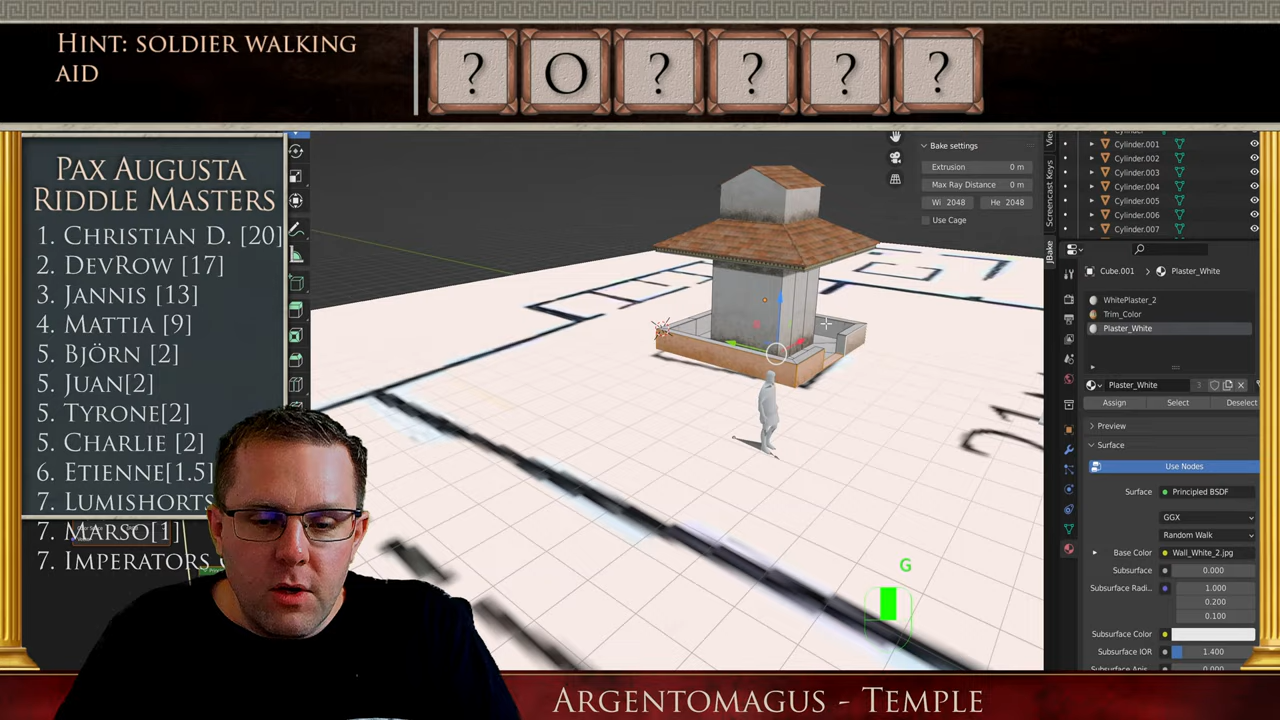 Hint: soldier walking
aid
? O ? ? ? ?
Pax Augusta
Riddle Masters
1. Christian D. [20]
2. DevRow [17]
3. Jannis [13]
4. Mattia [9]
5. Björn [2]
5. Juan[2]
5. Tyrone[2]
5. Charlie [2]
6. Etienne[1.5]
7. Lumishorts
7. Marso[1]
7. Imperators
G
Bake settings
Extrusion 0 m
Max Ray Distance 0 m
Wi 2048 He 2048
Use Cage
Screencast Keys
JBake
Cylinder.001
Cylinder.002
Cylinder.003
Cylinder.004
Cylinder.005
Cylinder.006
Cylinder.007
Cube.001 > Plaster_White
WhitePlaster_2
Trim_Color
Plaster_White
Plaster_White 3
Assign Select Deselect
Preview
Surface
Use Nodes
Surface Principled BSDF
GGX
Random Walk
Base Color Wall_White_2.jpg
Subsurface 0.000
Subsurface Radi... 1.000
0.200
0.100
Subsurface Color
Subsurface IOR 1.400
Argentomagus - Temple